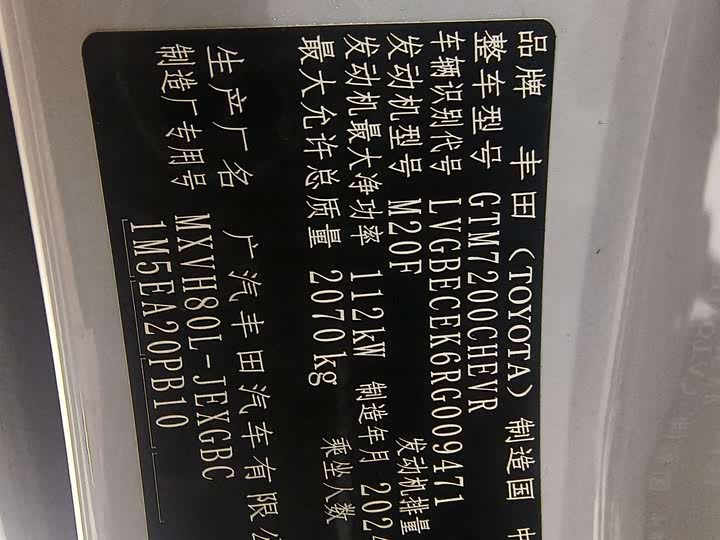 品牌 丰田（TOYOTA） 制造国 中
整车型号 GTM7200CHEVR
车辆识别代号 LVGBECEK6RG009471
发动机型号 M20F 发动机排量
发动机最大净功率 112kW 制造年月 2024
最大允许总质量 2070kg 乘坐人数
生产厂名 广汽丰田汽车有限公
制造厂专用号 MXVH80L-JEXGBC
1M5EA20PB10